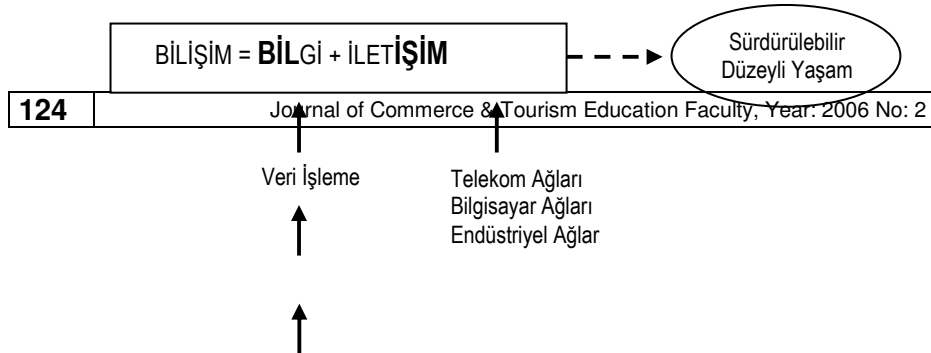 BİLİŞİM = BİLGİ + İLETİŞİM
Sürdürülebilir
Düzeyli Yaşam
124 Journal of Commerce & Tourism Education Faculty, Year: 2006 No: 2
Veri İşleme
Telekom Ağları
Bilgisayar Ağları
Endüstriyel Ağlar